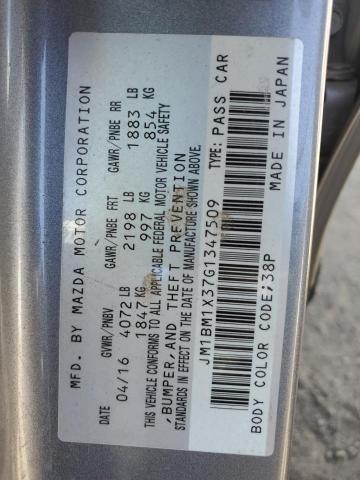 MFD. BY MAZDA MOTOR CORPORATION
DATE GVWR/PNBV GAWR/PNBE FRT GAWR/PNBE RR
04/16 4072 LB 2198 LB 1883 LB
1847 KG 997 KG 854 KG
THIS VEHICLE CONFORMS TO ALL APPLICABLE FEDERAL MOTOR VEHICLE SAFETY
,BUMPER,AND THEFT PREVENTION
STANDARDS IN EFFECT ON THE DATE OF MANUFACTURE SHOWN ABOVE.
JM1BM1X37G1347509 TYPE: PASS CAR
BODY COLOR CODE;38P MADE IN JAPAN